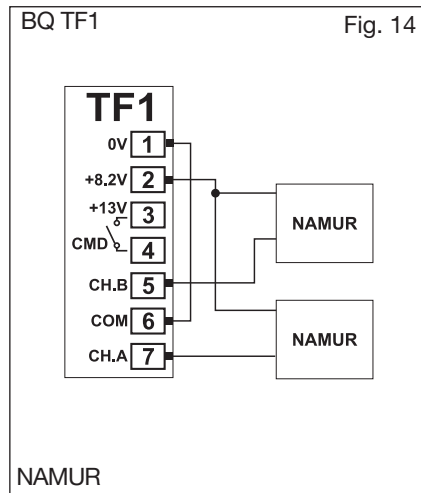 BQ TF1
Fig. 14
TF1
0V 1
+8.2V 2
+13V 3
CMD 4
CH.B 5
COM 6
CH.A 7
NAMUR
NAMUR
NAMUR